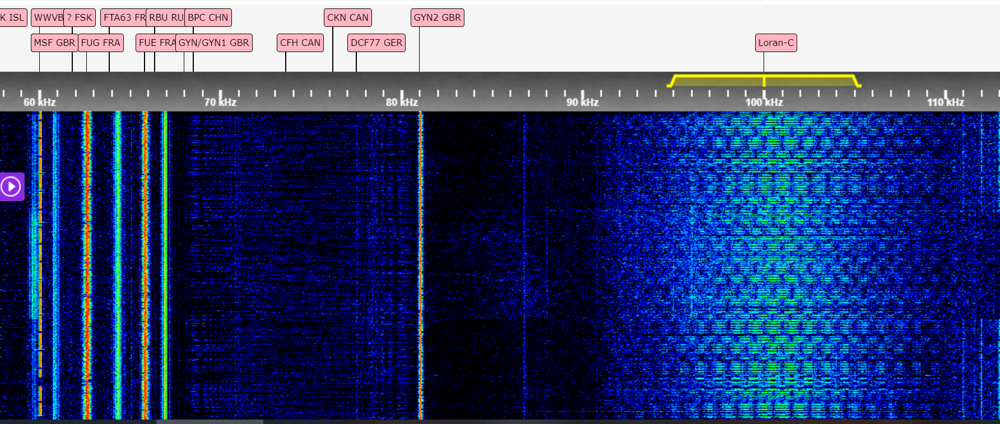 K ISL WWVB ? FSK FTA63 FR RBU RU BPC CHN CKN CAN GYN2 GBR
MSF GBR FUG FRA FUE FRA GYN/GYN1 GBR CFH CAN DCF77 GER Loran-C
60 kHz 70 kHz 80 kHz 90 kHz 100 kHz 110 kHz